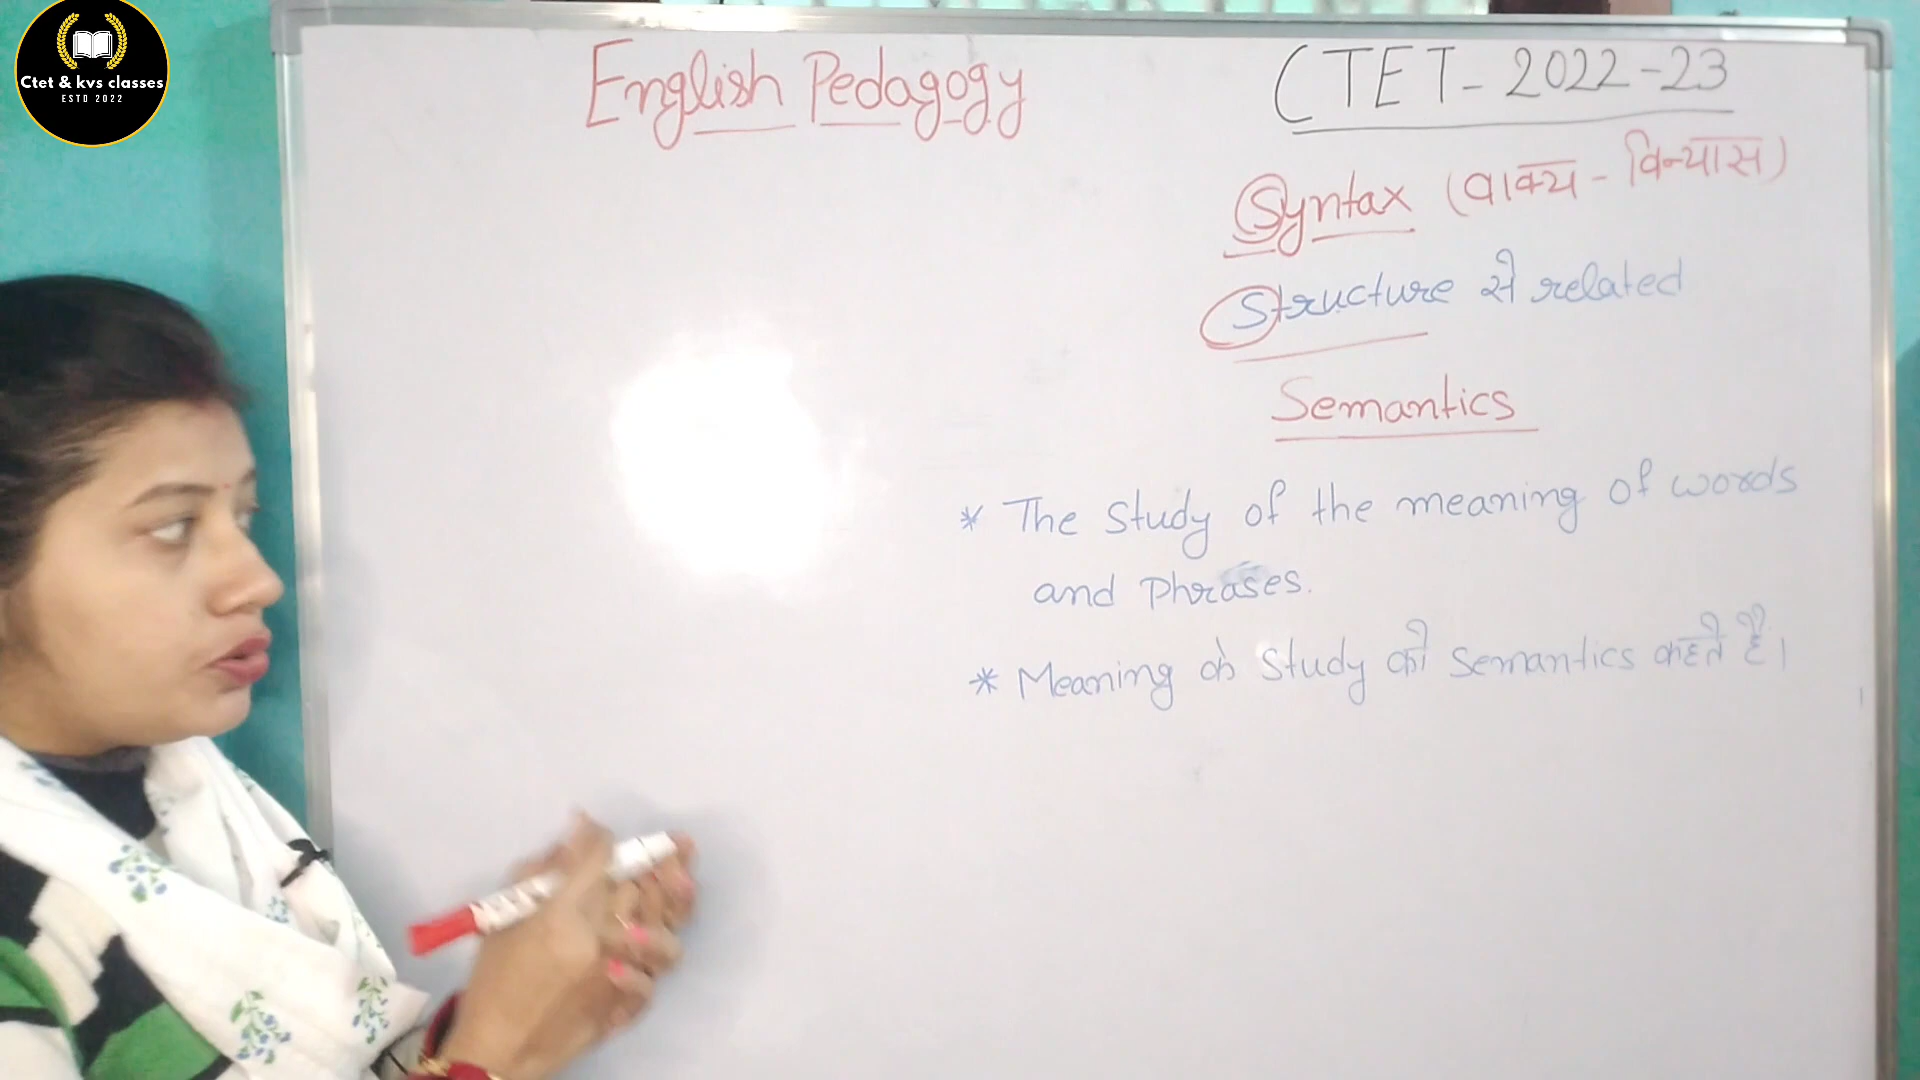 Ctet & kvs classes
ESTD 2022
English Pedagogy
CTET-2022-23
Syntax (वाक्य-विन्यास)
Structure से related
Semantics
* The Study of the meaning of words
and Phrases.
* Meaning के Study को Semantics कहते है।